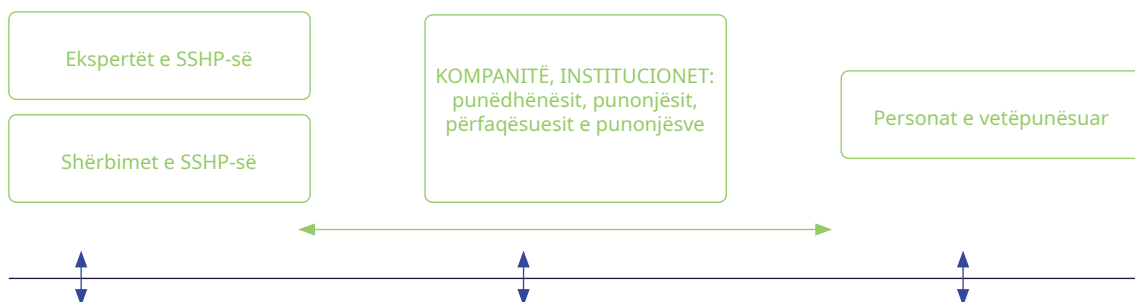 Ekspertët e SSHP-së
Shërbimet e SSHP-së
KOMPANITË, INSTITUCIONET:
punëdhënësit, punonjësit,
përfaqësuesit e punonjësve
Personat e vetëpunësuar